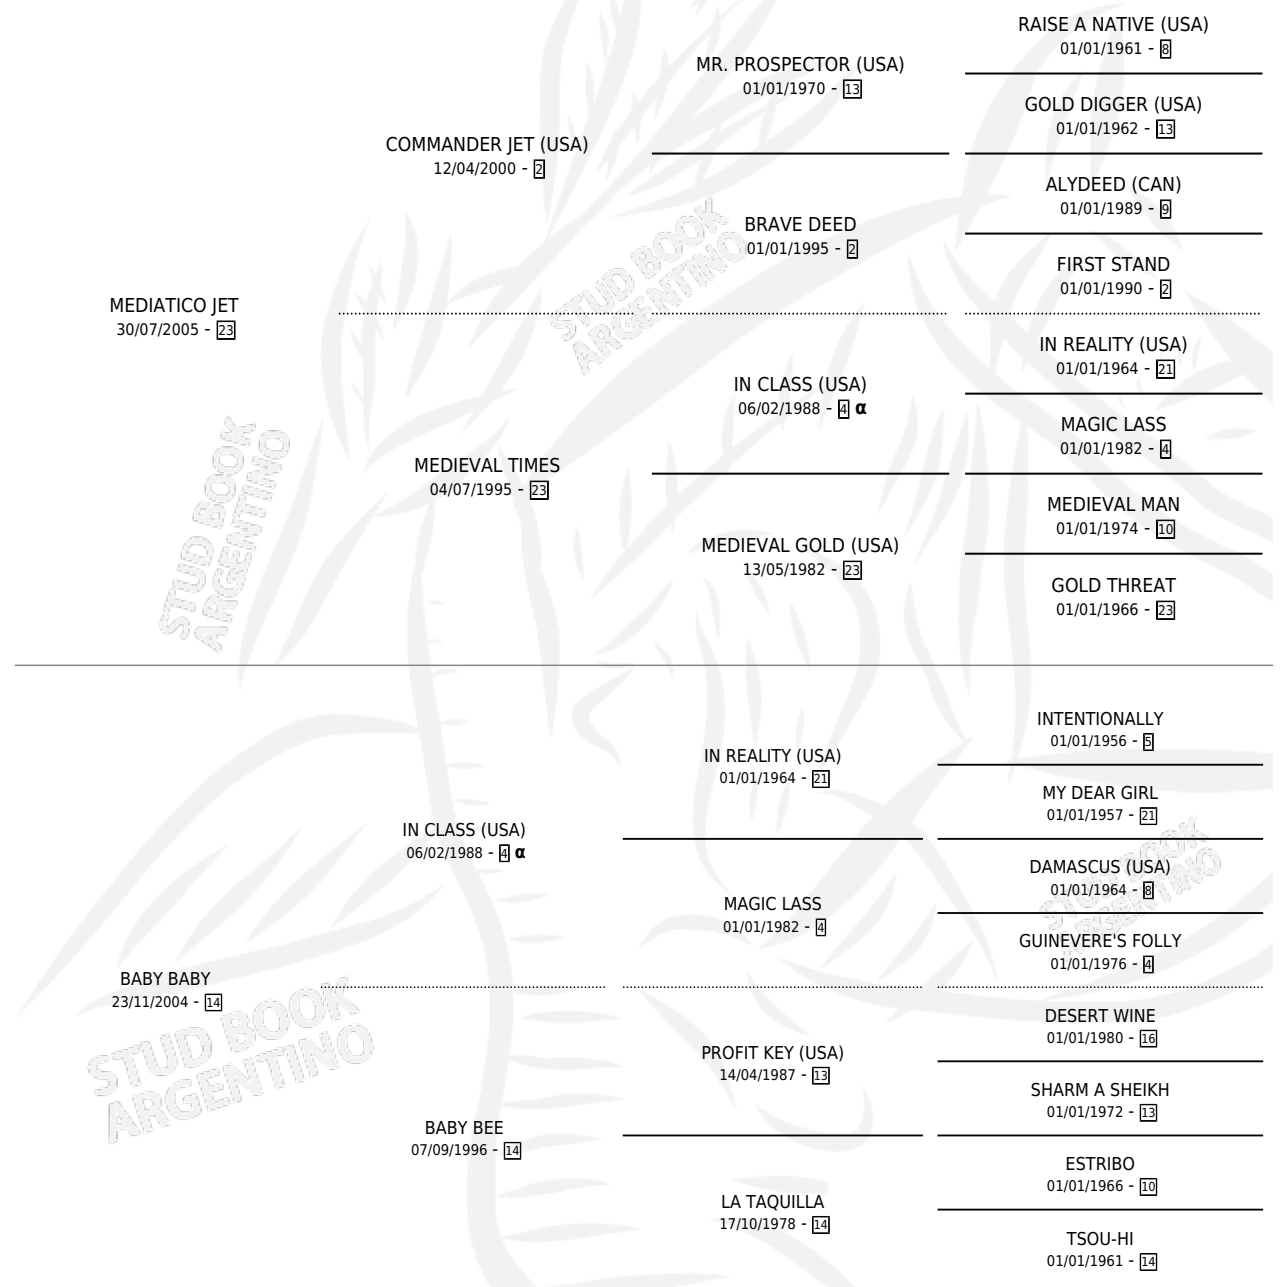 RAISE A NATIVE (USA)
01/01/1961 - 8
MR. PROSPECTOR (USA)
01/01/1970 - 13
GOLD DIGGER (USA)
01/01/1962 - 13
COMMANDER JET (USA)
12/04/2000 - 2
ALYDEED (CAN)
01/01/1989 - 9
BRAVE DEED
01/01/1995 - 2
FIRST STAND
01/01/1990 - 2
MEDIATICO JET
30/07/2005 - 23
IN REALITY (USA)
01/01/1964 - 21
IN CLASS (USA)
06/02/1988 - 4 α
MAGIC LASS
01/01/1982 - 4
MEDIEVAL TIMES
04/07/1995 - 23
MEDIEVAL MAN
01/01/1974 - 10
MEDIEVAL GOLD (USA)
13/05/1982 - 23
GOLD THREAT
01/01/1966 - 23
INTENTIONALLY
01/01/1956 - 5
IN REALITY (USA)
01/01/1964 - 21
MY DEAR GIRL
01/01/1957 - 21
IN CLASS (USA)
06/02/1988 - 4 α
DAMASCUS (USA)
01/01/1964 - 8
MAGIC LASS
01/01/1982 - 4
GUINEVERE'S FOLLY
01/01/1976 - 4
BABY BABY
23/11/2004 - 14
DESERT WINE
01/01/1980 - 16
PROFIT KEY (USA)
14/04/1987 - 13
SHARM A SHEIKH
01/01/1972 - 13
BABY BEE
07/09/1996 - 14
ESTRIBO
01/01/1966 - 10
LA TAQUILLA
17/10/1978 - 14
TSOU-HI
01/01/1961 - 14
STUD BOOK
ARGENTINO
STUD BOOK
ARGENTINO
STUD BOOK
ARGENTINO
STUD BOOK
ARGENTINO